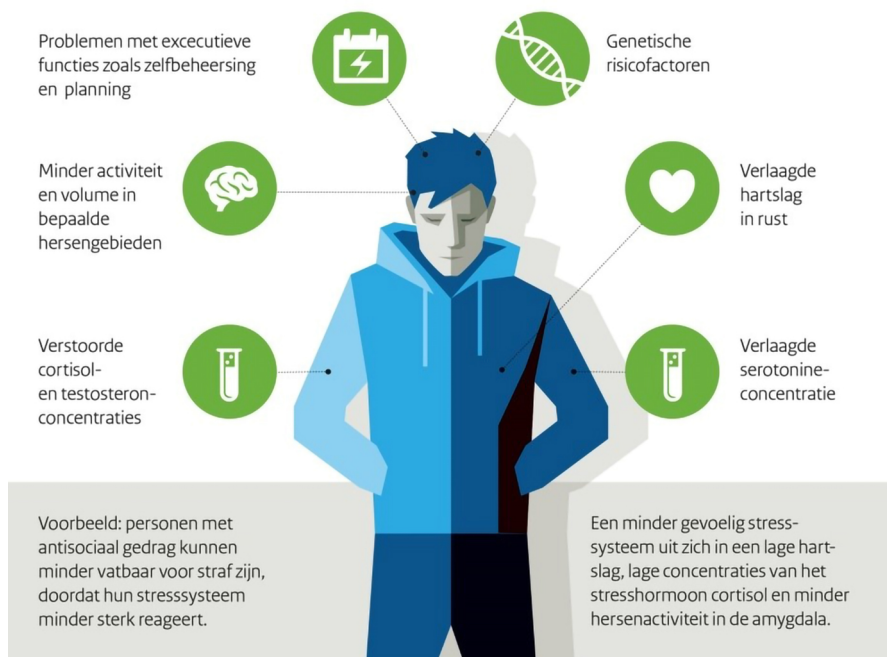 Problemen met excecutieve
functies zoals zelfbeheersing
en planning
Genetische
risicofactoren
Minder activiteit
en volume in
bepaalde
hersengebieden
Verlaagde
hartslag
in rust
Verstoorde
cortisol-
en testosteron-
concentraties
Verlaagde
serotonine-
concentratie
Voorbeeld: personen met
antisociaal gedrag kunnen
minder vatbaar voor straf zijn,
doordat hun stresssysteem
minder sterk reageert.
Een minder gevoelig stress-
systeem uit zich in een lage hart-
slag, lage concentraties van het
stresshormoon cortisol en minder
hersenactiviteit in de amygdala.